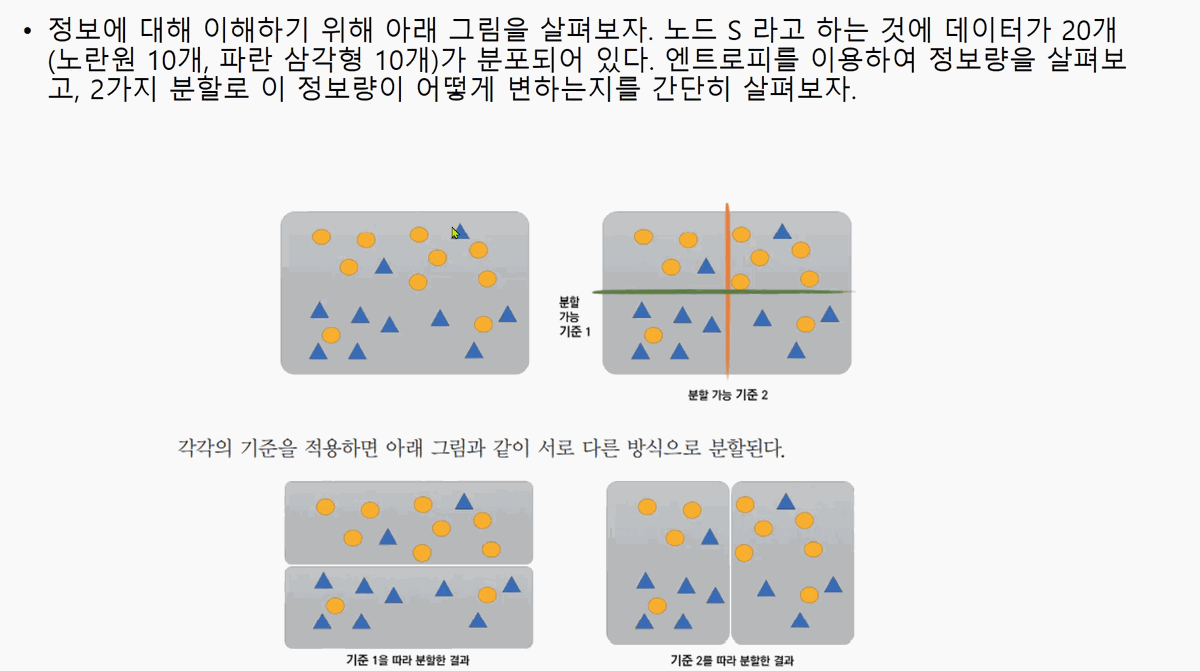 • 정보에 대해 이해하기 위해 아래 그림을 살펴보자. 노드 S 라고 하는 것에 데이터가 20개
(노란원 10개, 파란 삼각형 10개)가 분포되어 있다. 엔트로피를 이용하여 정보량을 살펴보
고, 2가지 분할로 이 정보량이 어떻게 변하는지를 간단히 살펴보자.
분할
가능
기준 1
분할 가능 기준 2
각각의 기준을 적용하면 아래 그림과 같이 서로 다른 방식으로 분할된다.
기준 1을 따라 분할한 결과
기준 2를 따라 분할한 결과